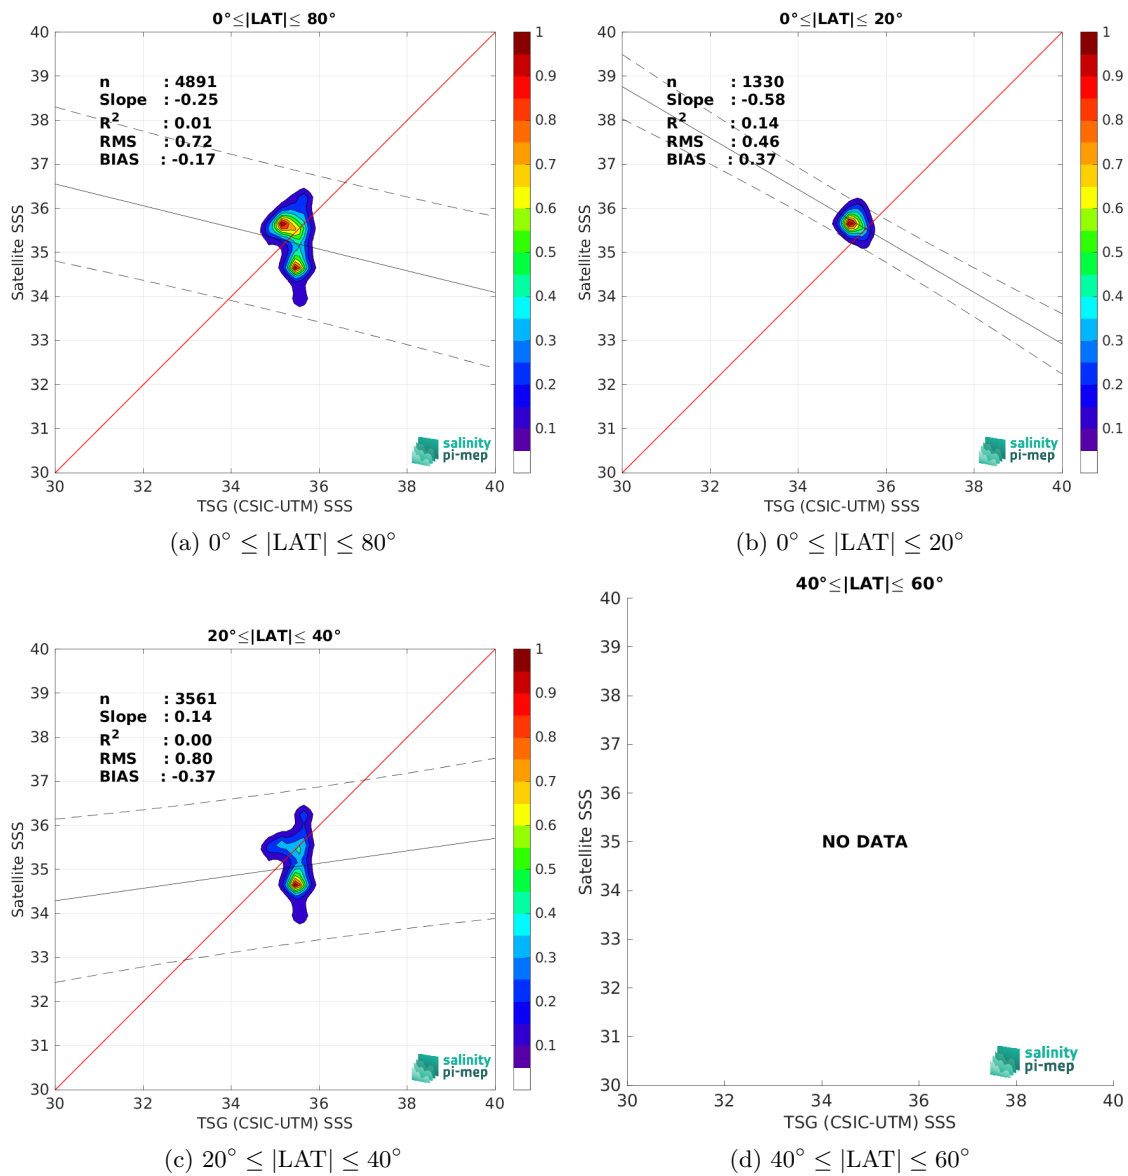 0°≤|LAT|≤ 80°
40
39
38
37
36
35
34
33
32
31
30
30 32 34 36 38 40
Satellite SSS
TSG (CSIC-UTM) SSS
n : 4891
Slope : -0.25
R2 : 0.01
RMS : 0.72
BIAS : -0.17
1
0.9
0.8
0.7
0.6
0.5
0.4
0.3
0.2
0.1
salinity
pi-mep
(a) 0° ≤ |LAT| ≤ 80°
0°≤|LAT|≤ 20°
40
39
38
37
36
35
34
33
32
31
30
30 32 34 36 38 40
Satellite SSS
TSG (CSIC-UTM) SSS
n : 1330
Slope : -0.58
R2 : 0.14
RMS : 0.46
BIAS : 0.37
1
0.9
0.8
0.7
0.6
0.5
0.4
0.3
0.2
0.1
salinity
pi-mep
(b) 0° ≤ |LAT| ≤ 20°
20°≤|LAT|≤ 40°
40
39
38
37
36
35
34
33
32
31
30
30 32 34 36 38 40
Satellite SSS
TSG (CSIC-UTM) SSS
n : 3561
Slope : 0.14
R2 : 0.00
RMS : 0.80
BIAS : -0.37
1
0.9
0.8
0.7
0.6
0.5
0.4
0.3
0.2
0.1
salinity
pi-mep
(c) 20° ≤ |LAT| ≤ 40°
40°≤|LAT|≤ 60°
40
39
38
37
36
35
34
33
32
31
30
30 32 34 36 38 40
Satellite SSS
TSG (CSIC-UTM) SSS
NO DATA
salinity
pi-mep
(d) 40° ≤ |LAT| ≤ 60°